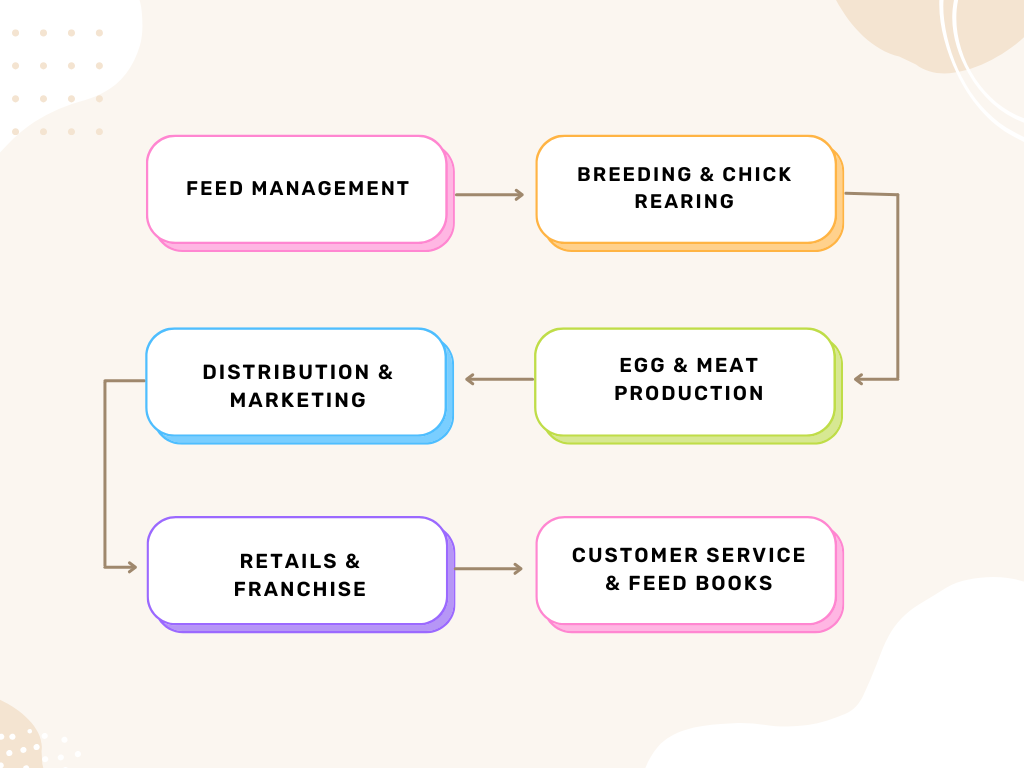 FEED MANAGEMENT
BREEDING & CHICK
REARING
EGG & MEAT
PRODUCTION
DISTRIBUTION &
MARKETING
RETAILS &
FRANCHISE
CUSTOMER SERVICE
& FEED BOOKS